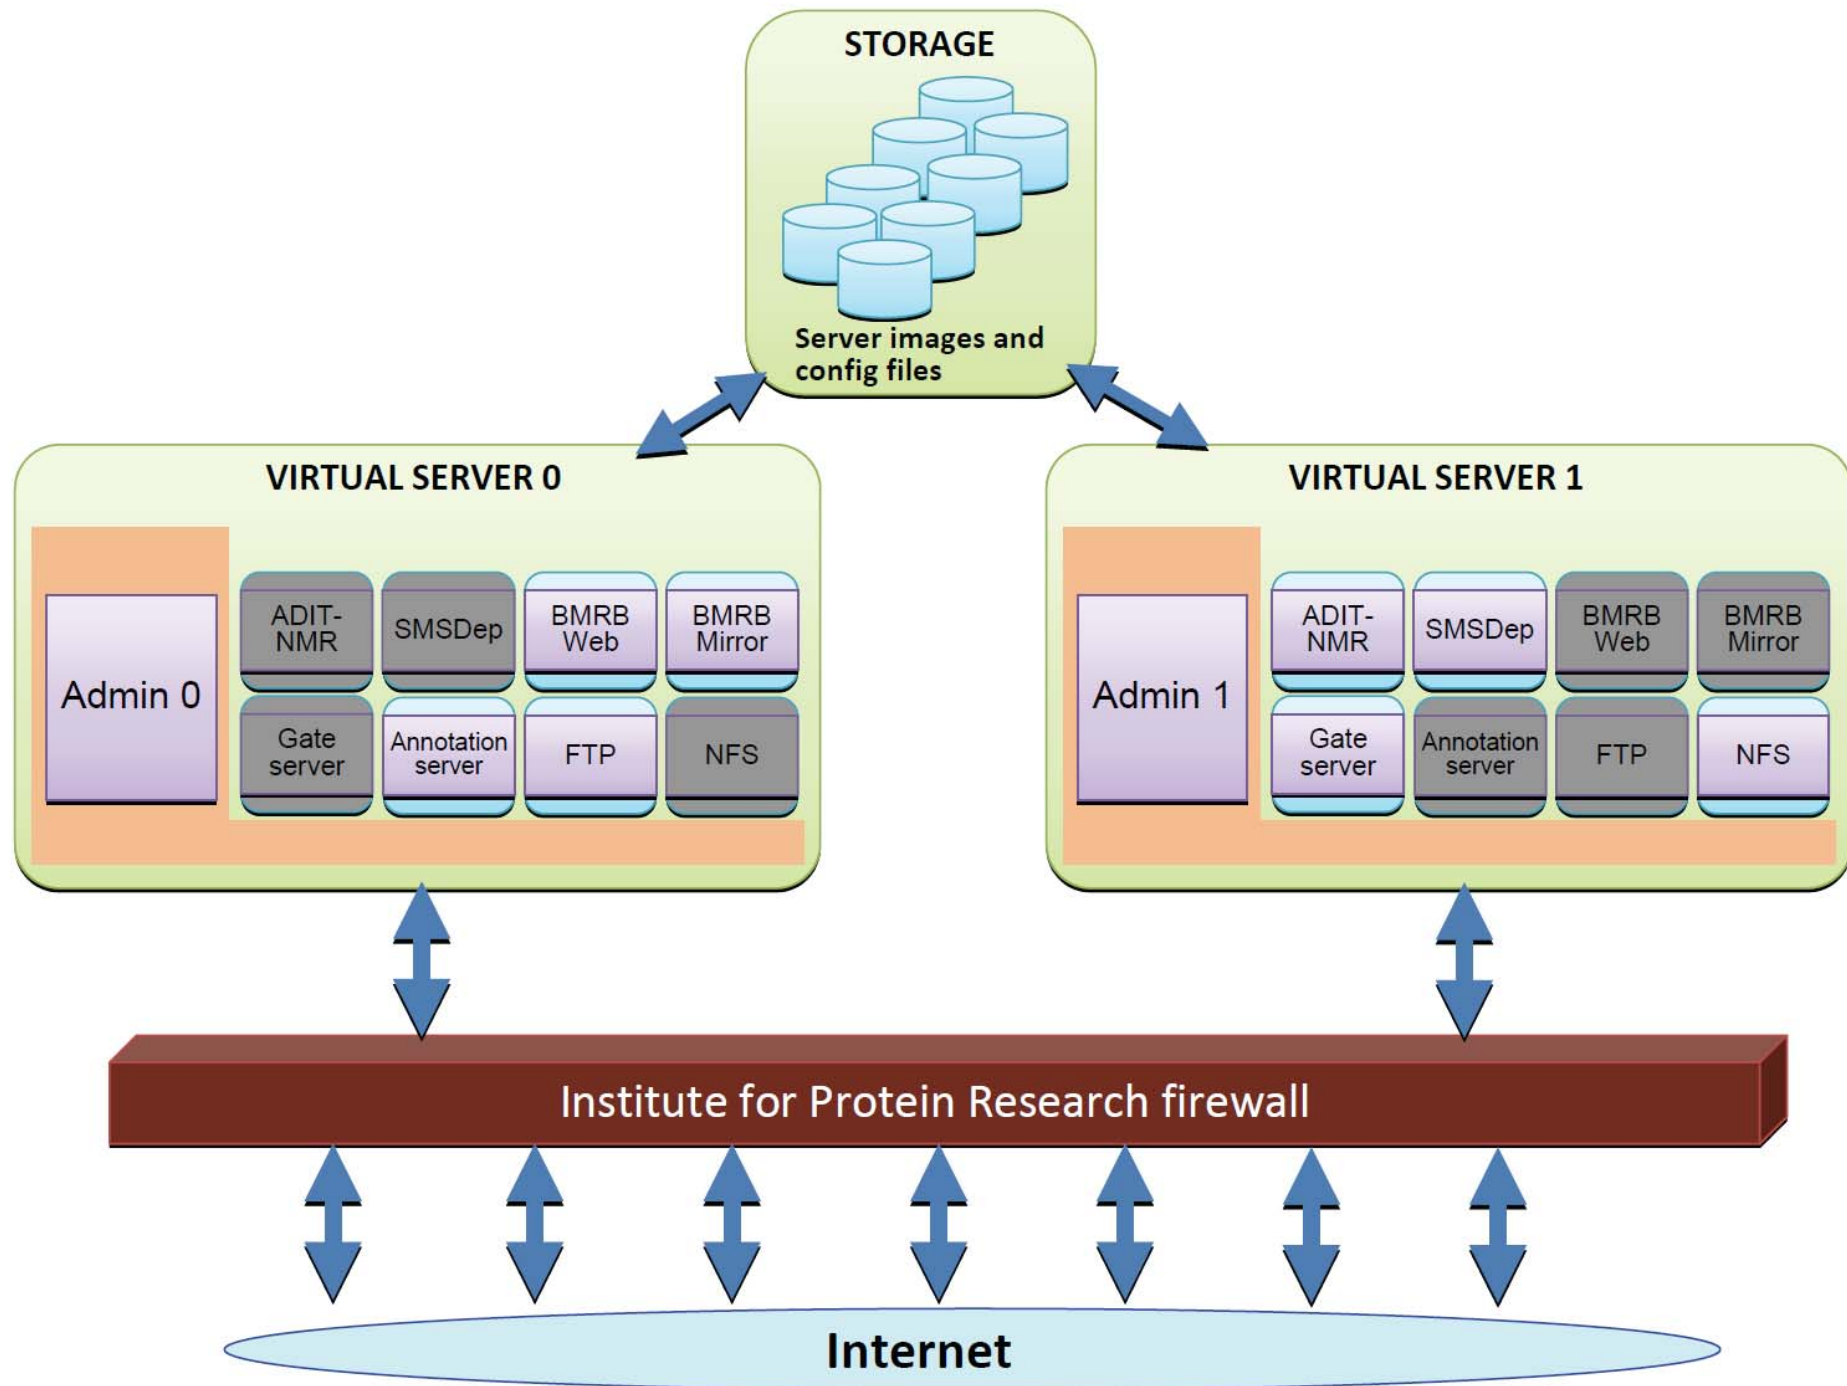 STORAGE
Server images and
config files
VIRTUAL SERVER 0
Admin 0
ADIT-
NMR
SMSDep
BMRB
Web
BMRB
Mirror
Gate
server
Annotation
server
FTP
NFS
VIRTUAL SERVER 1
Admin 1
ADIT-
NMR
SMSDep
BMRB
Web
BMRB
Mirror
Gate
server
Annotation
server
FTP
NFS
Institute for Protein Research firewall
Internet